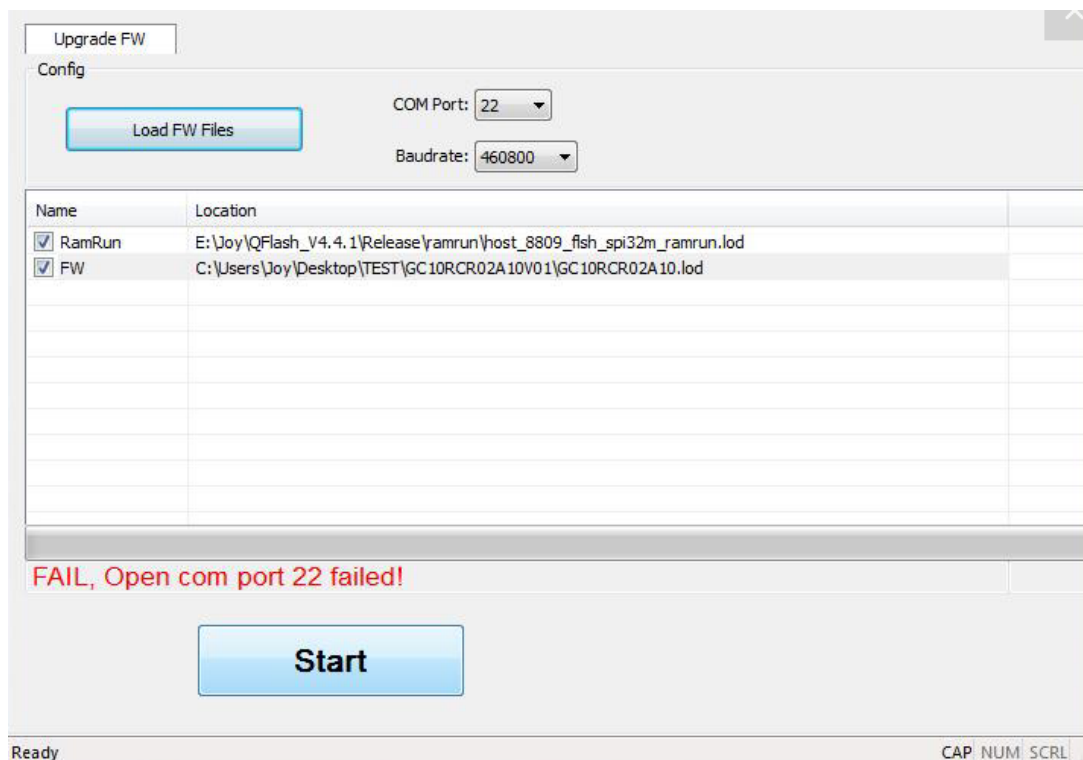 Upgrade FW
Config
Load FW Files
COM Port: 22
Baudrate: 460800
Name Location
RamRun E:\Joy\QFlash_V4.4.1\Release\ramrun\host_8809_flsh_spi32m_ramrun.lod
FW C:\Users\Joy\Desktop\TEST\GC10RCR02A10V01\GC10RCR02A10.lod
FAIL, Open com port 22 failed!
Start
Ready CAP NUM SCRL